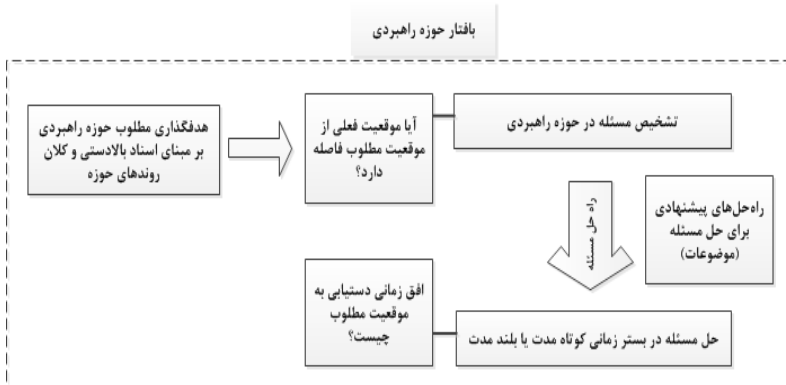 بافتار حوزه راهبردی
هدفگذاری مطلوب حوزه راهبردی
بر مبنای اسناد بالادستی و کلان
روندهای حوزه
آیا موقعیت فعلی از
موقعیت مطلوب فاصله
دارد؟
تشخیص مسئله در حوزه راهبردی
راه حل مسئله
راه‌حل‌های پیشنهادی
برای حل مسئله
(موضوعات)
افق زمانی دستیابی به
موقعیت مطلوب
چیست؟
حل مسئله در بستر زمانی کوتاه مدت یا بلند مدت